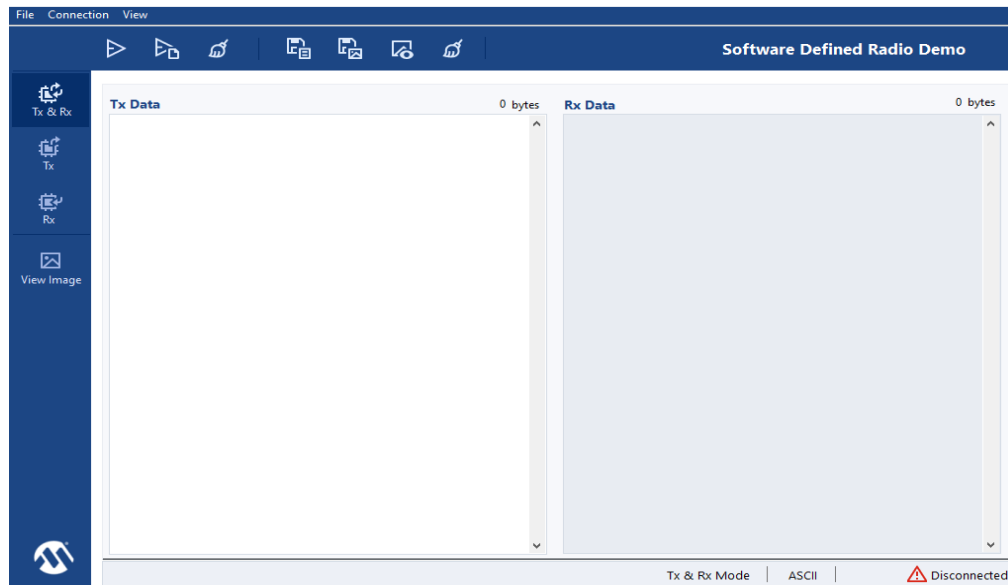 File Connection View
Software Defined Radio Demo
Tx & Rx
Tx
Rx
View Image
Tx Data 0 bytes
Rx Data 0 bytes
Tx & Rx Mode ASCII Disconnected